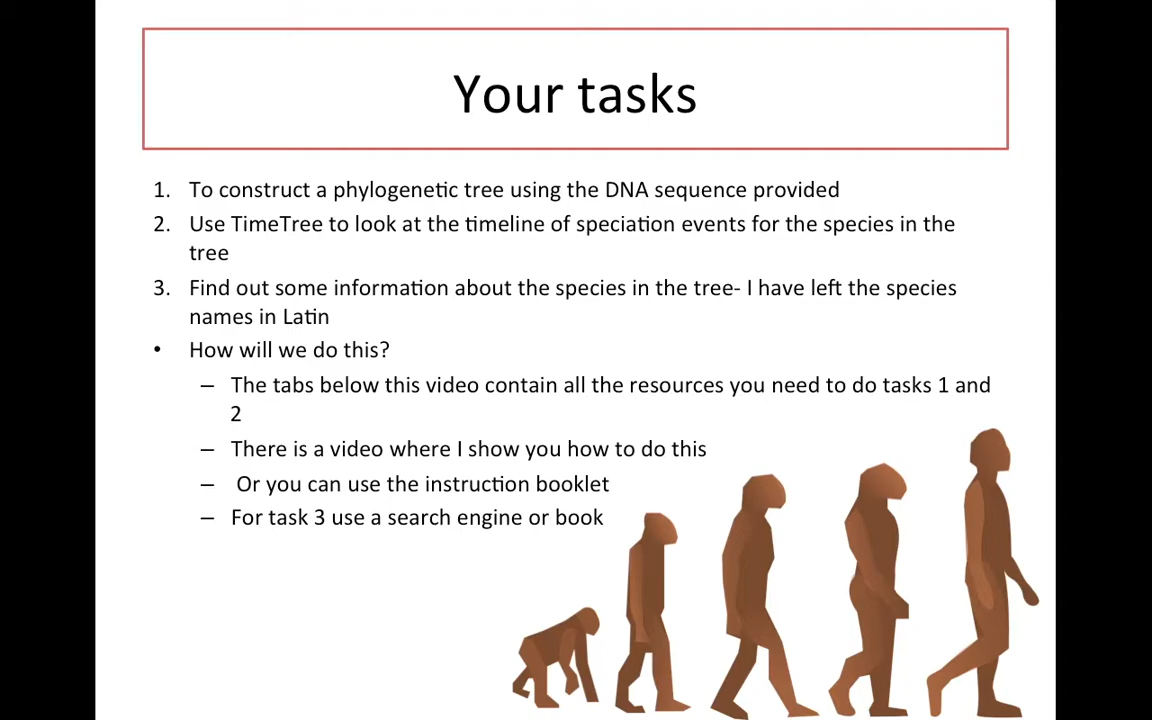 Your tasks
1. To construct a phylogenetic tree using the DNA sequence provided
2. Use TimeTree to look at the timeline of speciation events for the species in the
tree
3. Find out some information about the species in the tree- I have left the species
names in Latin
• How will we do this?
– The tabs below this video contain all the resources you need to do tasks 1 and
2
– There is a video where I show you how to do this
– Or you can use the instruction booklet
– For task 3 use a search engine or book